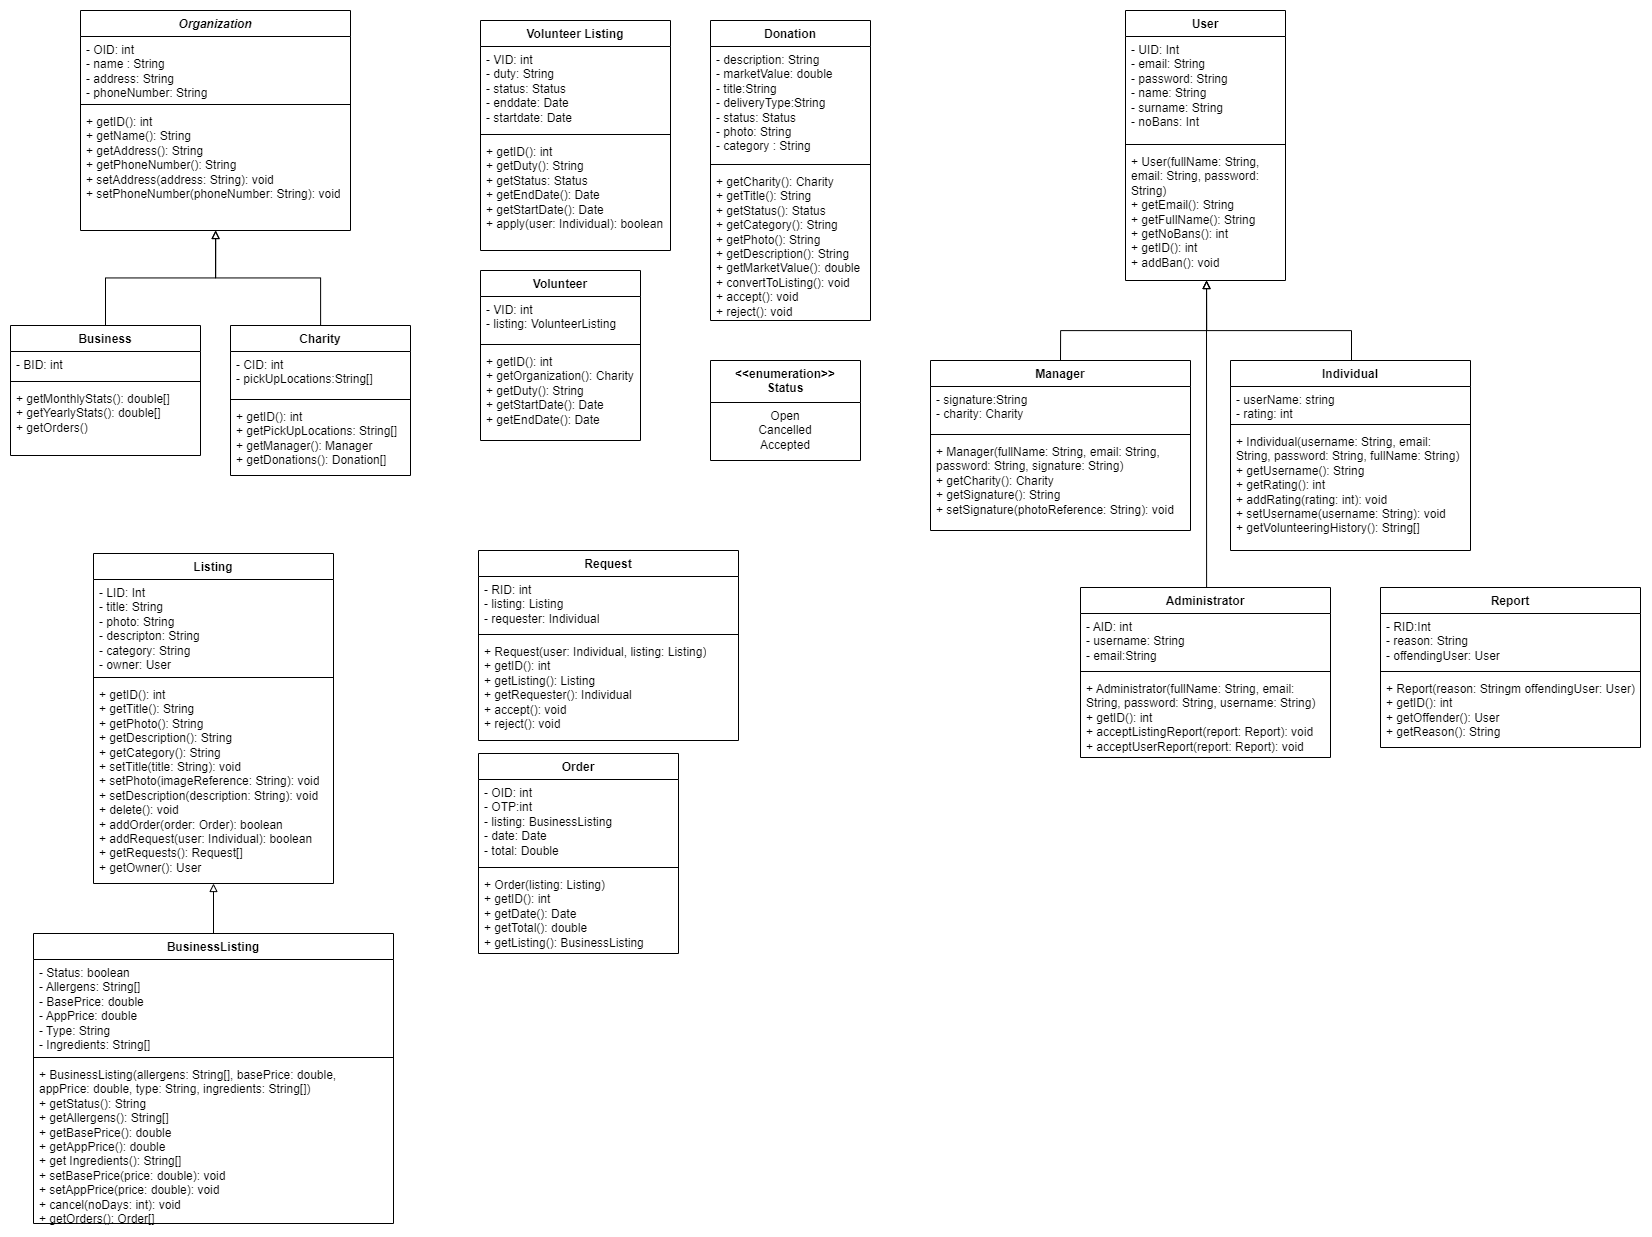 Organization
- OID: int
- name : String
- address: String
- phoneNumber: String
+ getID(): int
+ getName(): String
+ getAddress(): String
+ getPhoneNumber(): String
+ setAddress(address: String): void
+ setPhoneNumber(phoneNumber: String): void
Business
- BID: int
+ getMonthlyStats(): double[]
+ getYearlyStats(): double[]
+ getOrders()
Charity
- CID: int
- pickUpLocations:String[]
+ getID(): int
+ getPickUpLocations: String[]
+ getManager(): Manager
+ getDonations(): Donation[]
Volunteer Listing
- VID: int
- duty: String
- status: Status
- enddate: Date
- startdate: Date
+ getID(): int
+ getDuty(): String
+ getStatus: Status
+ getEndDate(): Date
+ getStartDate(): Date
+ apply(user: Individual): boolean
Volunteer
- VID: int
- listing: VolunteerListing
+ getID(): int
+ getOrganization(): Charity
+ getDuty(): String
+ getStartDate(): Date
+ getEndDate(): Date
Donation
- description: String
- marketValue: double
- title:String
- deliveryType:String
- status: Status
- photo: String
- category : String
+ getCharity(): Charity
+ getTitle(): String
+ getStatus(): Status
+ getCategory(): String
+ getPhoto(): String
+ getDescription(): String
+ getMarketValue(): double
+ convertToListing(): void
+ accept(): void
+ reject(): void
<<enumeration>>
Status
Open
Cancelled
Accepted
User
- UID: Int
- email: String
- password: String
- name: String
- surname: String
- noBans: Int
+ User(fullName: String,
email: String, password:
String)
+ getEmail(): String
+ getFullName(): String
+ getNoBans(): int
+ getID(): int
+ addBan(): void
Manager
- signature:String
- charity: Charity
+ Manager(fullName: String, email: String,
password: String, signature: String)
+ getCharity(): Charity
+ getSignature(): String
+ setSignature(photoReference: String): void
Individual
- userName: string
- rating: int
+ Individual(username: String, email:
String, password: String, fullName: String)
+ getUsername(): String
+ getRating(): int
+ addRating(rating: int): void
+ setUsername(username: String): void
+ getVolunteeringHistory(): String[]
Listing
- LID: Int
- title: String
- photo: String
- descripton: String
- category: String
- owner: User
+ getID(): int
+ getTitle(): String
+ getPhoto(): String
+ getDescription(): String
+ getCategory(): String
+ setTitle(title: String): void
+ setPhoto(imageReference: String): void
+ setDescription(description: String): void
+ delete(): void
+ addOrder(order: Order): boolean
+ addRequest(user: Individual): boolean
+ getRequests(): Request[]
+ getOwner(): User
BusinessListing
- Status: boolean
- Allergens: String[]
- BasePrice: double
- AppPrice: double
- Type: String
- Ingredients: String[]
+ BusinessListing(allergens: String[], basePrice: double,
appPrice: double, type: String, ingredients: String[])
+ getStatus(): String
+ getAllergens(): String[]
+ getBasePrice(): double
+ getAppPrice(): double
+ get Ingredients(): String[]
+ setBasePrice(price: double): void
+ setAppPrice(price: double): void
+ cancel(noDays: int): void
+ getOrders(): Order[]
Request
- RID: int
- listing: Listing
- requester: Individual
+ Request(user: Individual, listing: Listing)
+ getID(): int
+ getListing(): Listing
+ getRequester(): Individual
+ accept(): void
+ reject(): void
Order
- OID: int
- OTP:int
- listing: BusinessListing
- date: Date
- total: Double
+ Order(listing: Listing)
+ getID(): int
+ getDate(): Date
+ getTotal(): double
+ getListing(): BusinessListing
Administrator
- AID: int
- username: String
- email:String
+ Administrator(fullName: String, email:
String, password: String, username: String)
+ getID(): int
+ acceptListingReport(report: Report): void
+ acceptUserReport(report: Report): void
Report
- RID:Int
- reason: String
- offendingUser: User
+ Report(reason: Stringm offendingUser: User)
+ getID(): int
+ getOffender(): User
+ getReason(): String